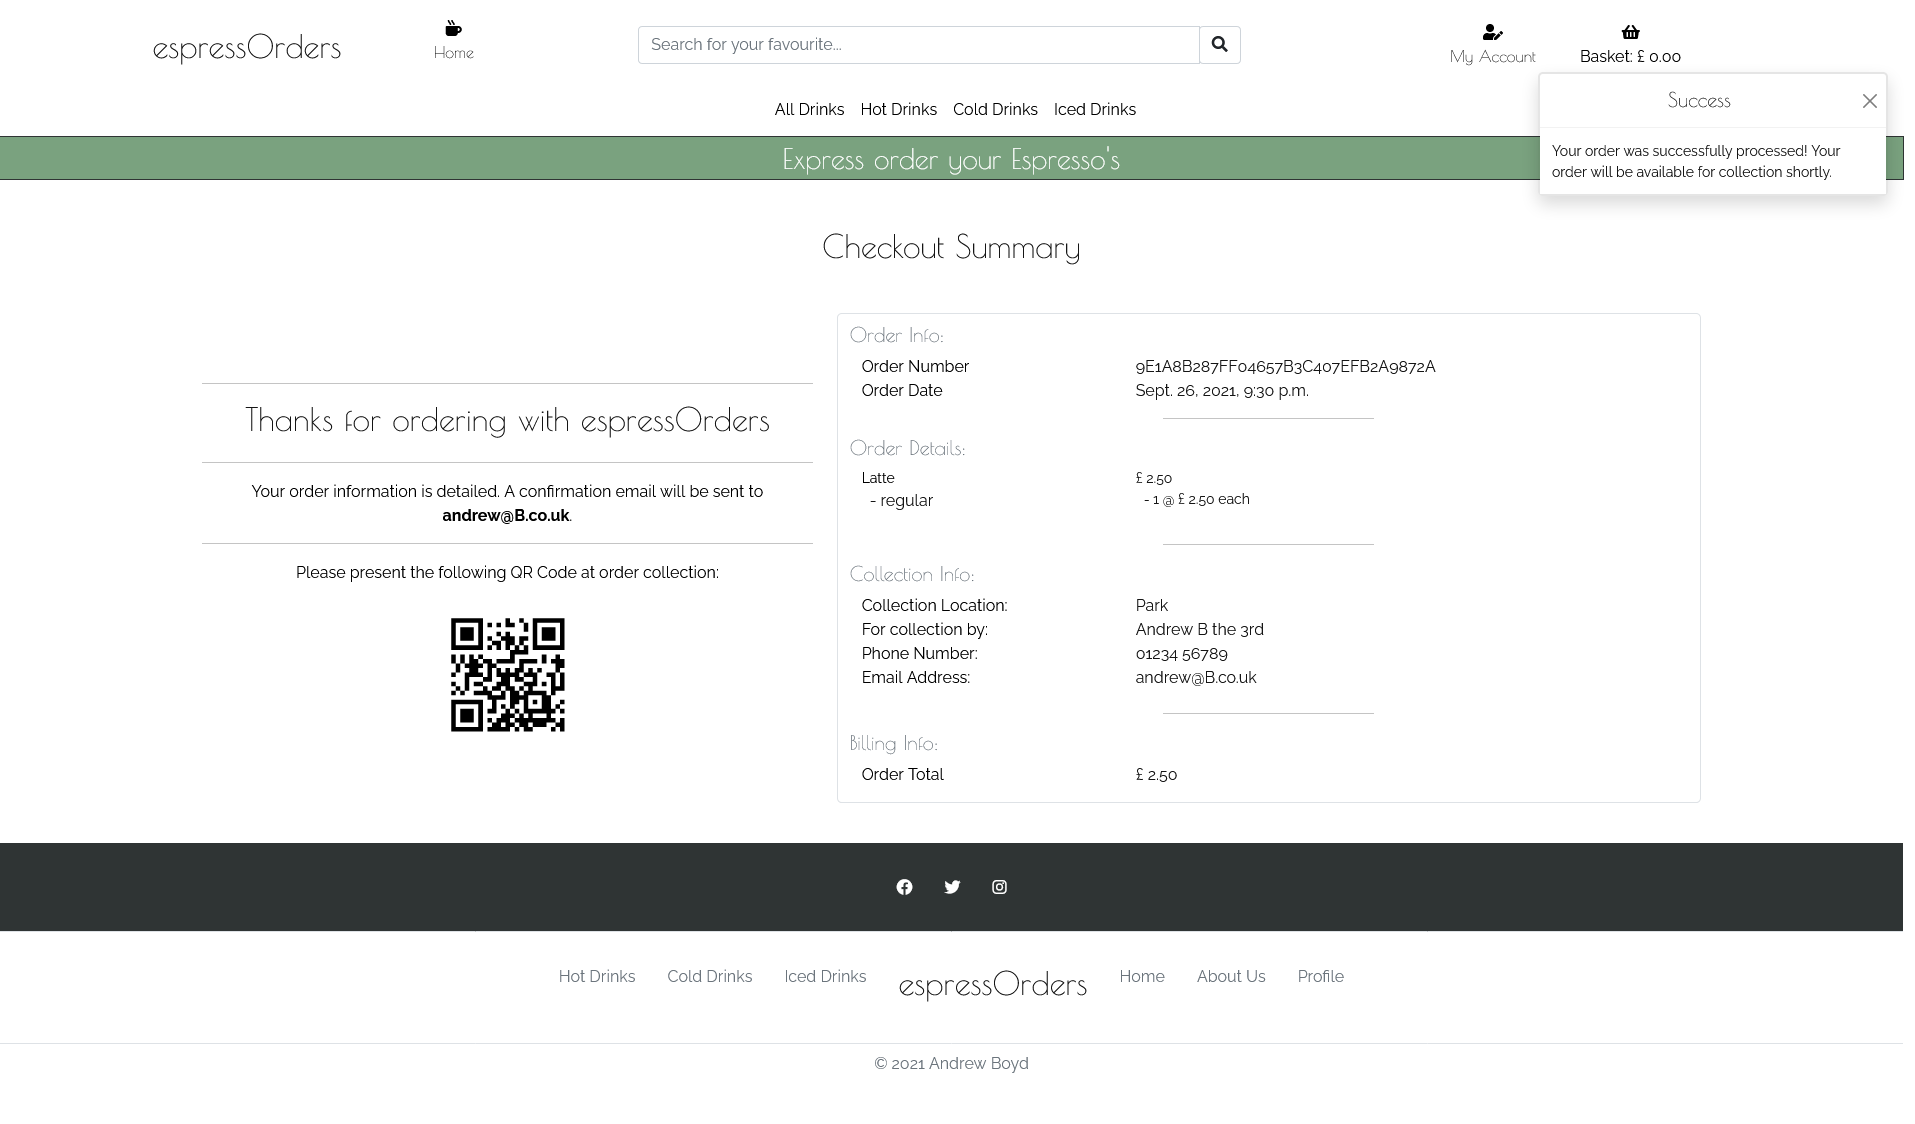 espressOrders
Home
Search for your favourite...
My Account
Basket: £ 0.00
All Drinks Hot Drinks Cold Drinks Iced Drinks
Success
Your order was successfully processed! Your
order will be available for collection shortly.
Express order your Espresso's
Checkout Summary
Thanks for ordering with espressOrders
Your order information is detailed. A confirmation email will be sent to
andrew@B.co.uk.
Please present the following QR Code at order collection:
Order Info:
Order Number 9E1A8B287FF04657B3C407EFB2A9872A
Order Date Sept. 26, 2021, 9:30 p.m.
Order Details:
Latte £ 2.50
- regular - 1 @ £ 2.50 each
Collection Info:
Collection Location: Park
For collection by: Andrew B the 3rd
Phone Number: 01234 56789
Email Address: andrew@B.co.uk
Billing Info:
Order Total £ 2.50
Hot Drinks Cold Drinks Iced Drinks espressOrders Home About Us Profile
© 2021 Andrew Boyd